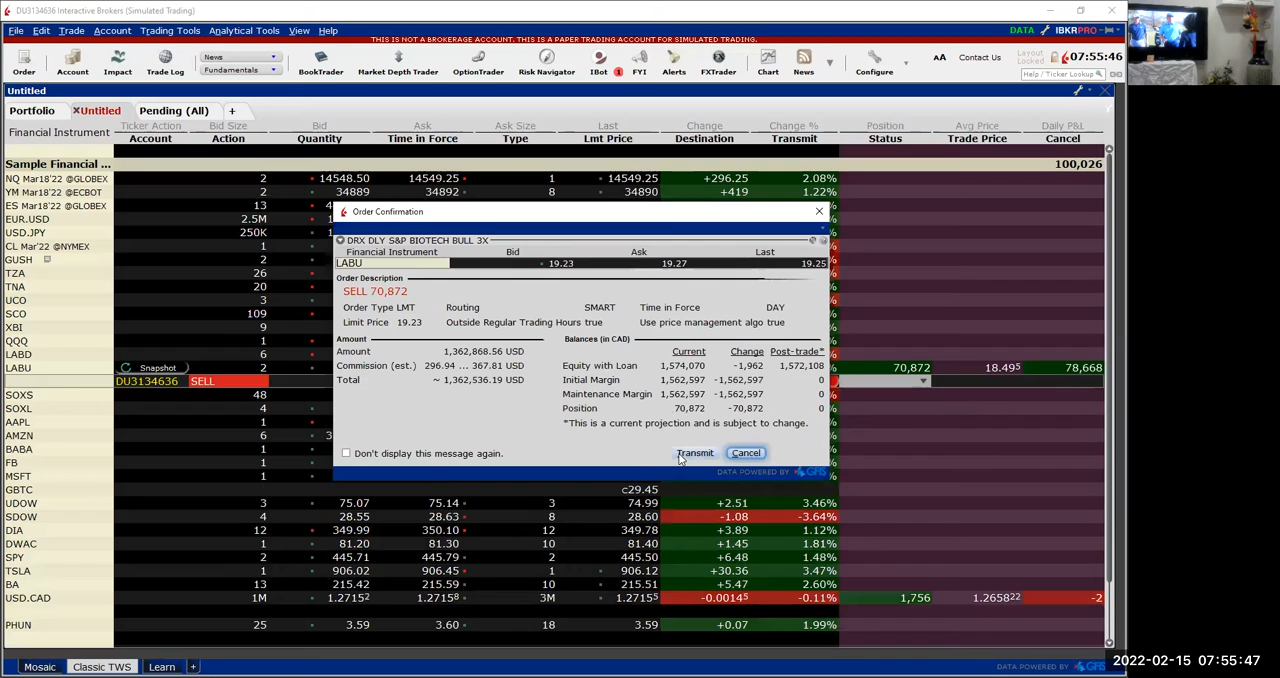 DU3134636 Interactive Brokers (Simulated Trading)
File Edit Trade Account Trading Tools Analytical Tools View Help DATA IBKRPRO
THIS IS NOT A BROKERAGE ACCOUNT. THIS IS A PAPER TRADING ACCOUNT FOR SIMULATED TRADING.
News
Fundamentals
AA Contact Us Layout Locked 07:55:46
Order Account Impact Trade Log BookTrader Market Depth Trader OptionTrader Risk Navigator IBot 1 FYI Alerts FXTrader Chart News Configure
Help / Ticker Lookup
Untitled
Portfolio Untitled Pending (All) +
Financial Instrument
Ticker Action Bid Size Bid Ask Ask Size Last Change Change % Position Avg Price Daily P&L
Account Action Quantity Time in Force Type Lmt Price Destination Transmit Status Trade Price Cancel
Sample Financial ... 100,026
NQ Mar18'22 @GLOBEX 2 14548.50 14549.25 1 14549.25 +296.25 2.08%
YM Mar18'22 @ECBOT 2 34889 34892 8 34890 +419 1.22%
ES Mar18'22 @GLOBEX 13 4
EUR.USD 2.5M 1
USD.JPY 250K 1
CL Mar'22 @NYMEX 1
GUSH 2
TZA 26
TNA 20
UCO 3
SCO 109
XBI 9
QQQ 1
LABD 6
LABU Snapshot 2 70,872 18.495 78,668
DU3134636 SELL
SOXS 48
SOXL 4
AAPL 1
AMZN 6 3
BABA 1
FB 1
MSFT 1
GBTC c29.45
UDOW 3 75.07 75.14 3 74.99 +2.51 3.46%
SDOW 4 28.55 28.63 8 28.60 -1.08 -3.64%
DIA 12 349.99 350.10 12 349.78 +3.89 1.12%
DWAC 1 81.20 81.30 10 81.40 +1.45 1.81%
SPY 2 445.71 445.79 2 445.50 +6.48 1.48%
TSLA 1 906.02 906.45 1 906.12 +30.36 3.47%
BA 13 215.42 215.59 10 215.51 +5.47 2.60%
USD.CAD 1M 1.27152 1.27158 3M 1.27155 -0.00145 -0.11% 1,756 1.265822 -2
PHUN 25 3.59 3.60 18 3.59 +0.07 1.99%
Order Confirmation
DRX DLY S&P BIOTECH BULL 3X
Financial Instrument Bid Ask Last
LABU 19.23 19.27 19.25
Order Description
SELL 70,872
Order Type LMT Routing SMART Time in Force DAY
Limit Price 19.23 Outside Regular Trading Hours true Use price management algo true
Amount
Amount 1,362,868.56 USD
Commission (est.) 296.94 ... 367.81 USD
Total ~ 1,362,536.19 USD
Balances (in CAD)
Current Change Post-trade*
Equity with Loan 1,574,070 -1,962 1,572,108
Initial Margin 1,562,597 -1,562,597 0
Maintenance Margin 1,562,597 -1,562,597 0
Position 70,872 -70,872 0
*This is a current projection and is subject to change.
Don't display this message again. Transmit Cancel
DATA POWERED BY GFIS
Mosaic Classic TWS Learn +
DATA POWERED BY GFIS
2022-02-15 07:55:47